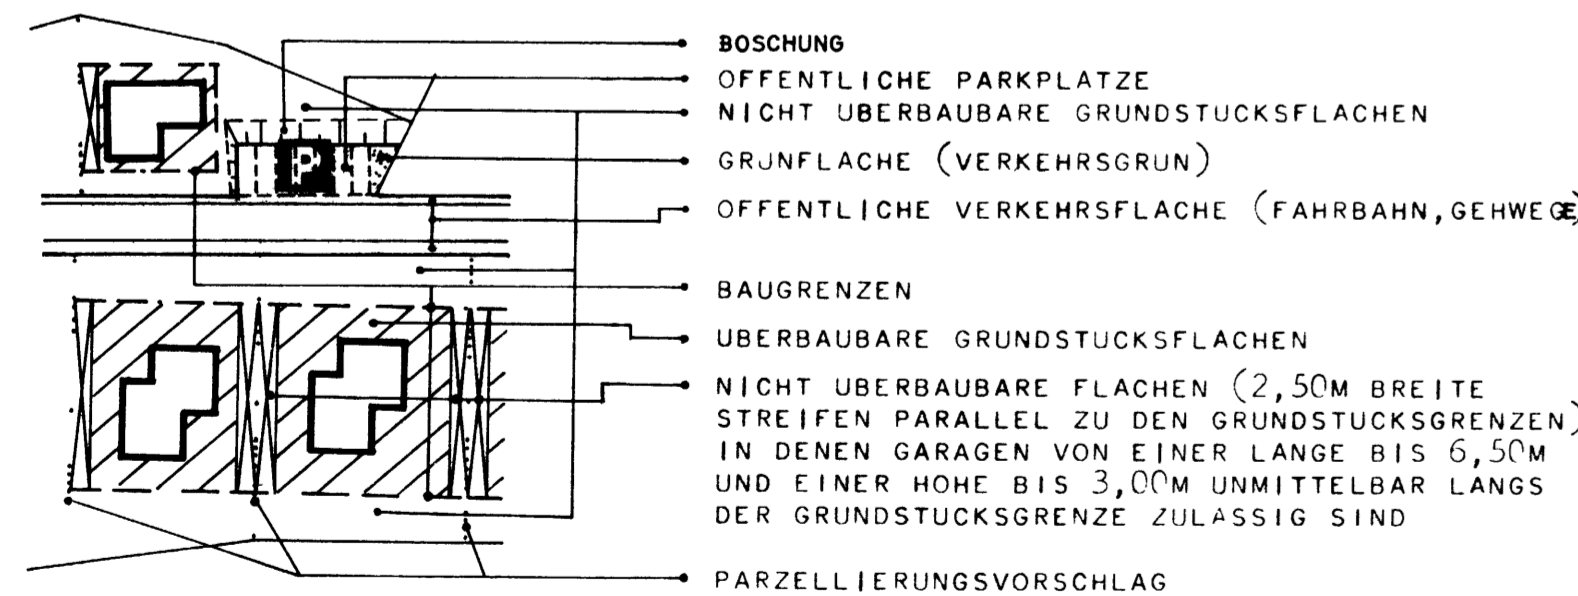 BOSCHUNG
OFFENTLICHE PARKPLATZE
NICHT UBERBAUBARE GRUNDSTUCKSFLACHEN
P
GRUNFLACHE (VERKEHRSGRUN)
OFFENTLICHE VERKEHRSFLACHE (FAHRBAHN, GEHWEGE)
BAUGRENZEN
UBERBAUBARE GRUNDSTUCKSFLACHEN
NICHT UBERBAUBARE FLACHEN (2,50M BREITE
STREIFEN PARALLEL ZU DEN GRUNDSTUCKSGRENZEN)
IN DENEN GARAGEN VON EINER LANGE BIS 6,50M
UND EINER HOHE BIS 3,00M UNMITTELBAR LANGS
DER GRUNDSTUCKSGRENZE ZULASSIG SIND
PARZELLIERUNGSVORSCHLAG